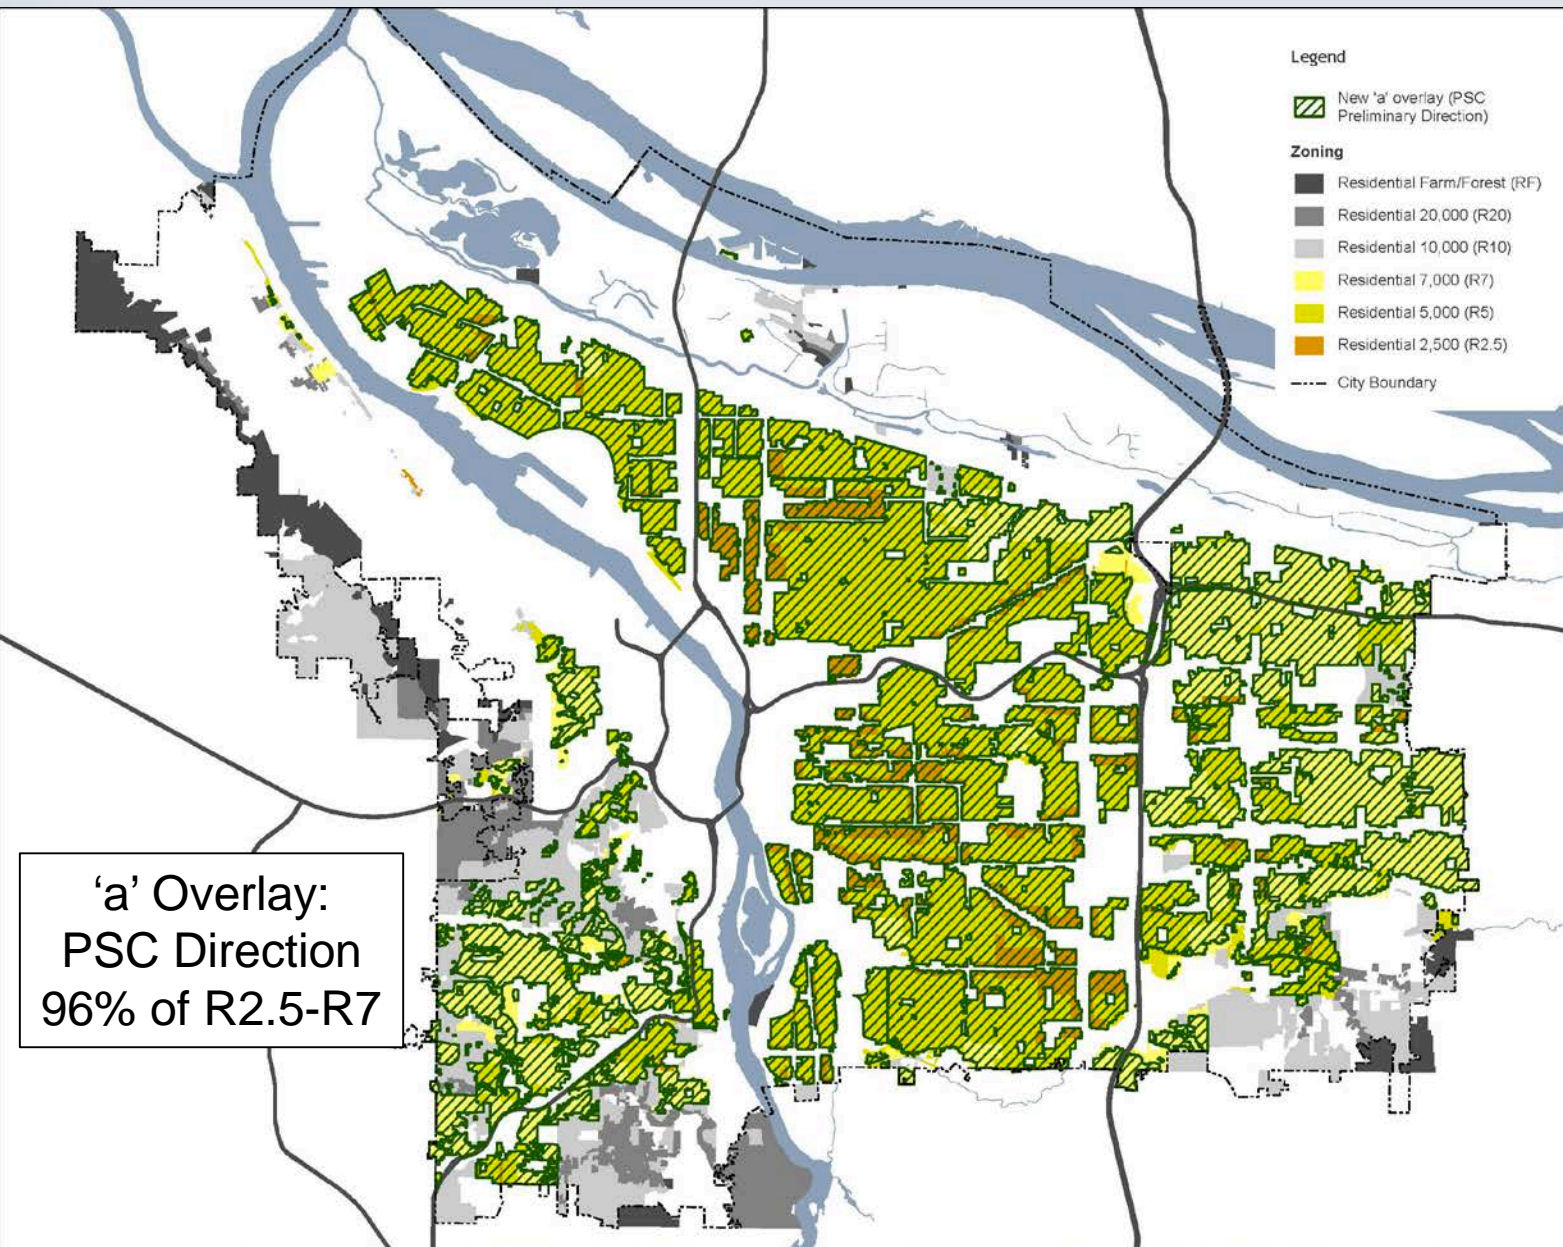 Legend
New 'a' overlay (PSC
Preliminary Direction)
Zoning
Residential Farm/Forest (RF)
Residential 20,000 (R20)
Residential 10,000 (R10)
Residential 7,000 (R7)
Residential 5,000 (R5)
Residential 2,500 (R2.5)
City Boundary
‘a’ Overlay:
PSC Direction
96% of R2.5-R7